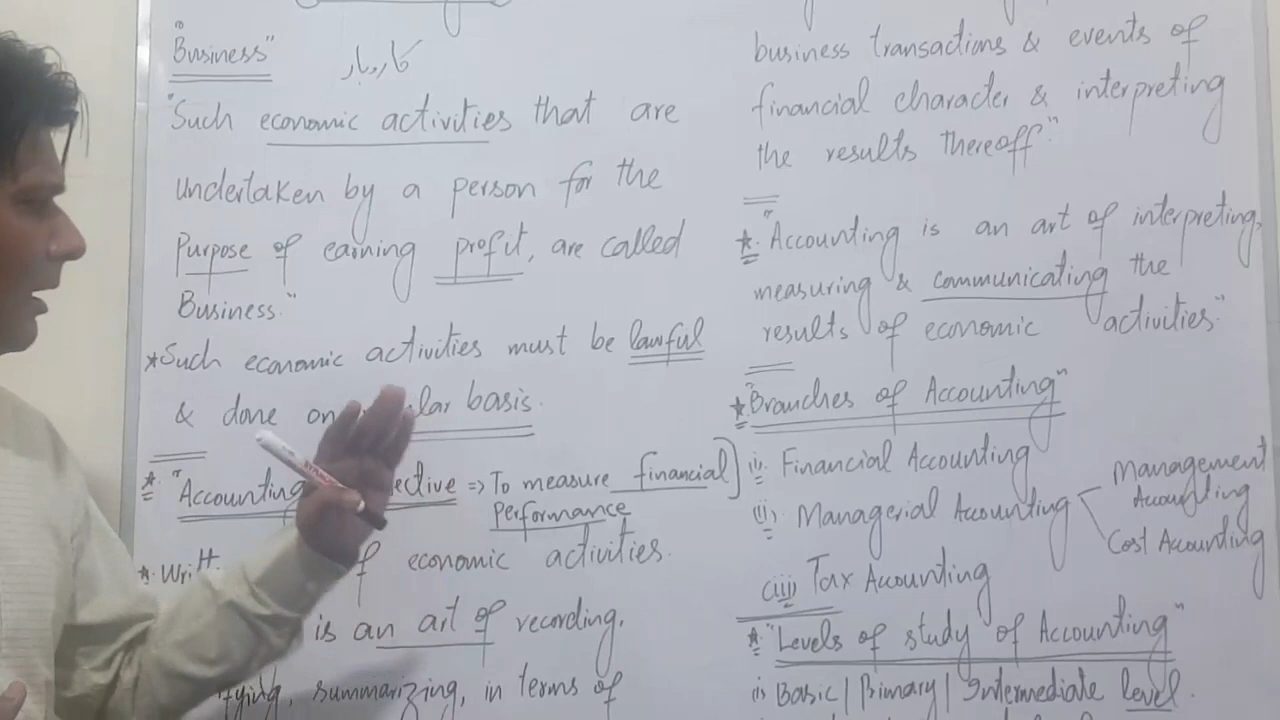 "Business" کاروبار
"Such economic activities that are
undertaken by a person for the
Purpose of earning profit, are called
Business."
*Such economic activities must be lawful
& done on basis.
* "Accounting => To measure financial]
Performance
*. economic activities.
is an art of recording,
summarizing, in terms of
business transactions & events of
financial character & interpreting
the results thereoff"
*. "Accounting is an art of interpreting,
measuring & communicating the
results of economic activities"
*"Branches of Accounting"
(i). Financial Accounting
(ii). Managerial Accounting
Management
Accounting
Cost Accounting
(iii) Tax Accounting
*. "Levels of study of Accounting"
(i) Basic | Primary | Intermediate level.